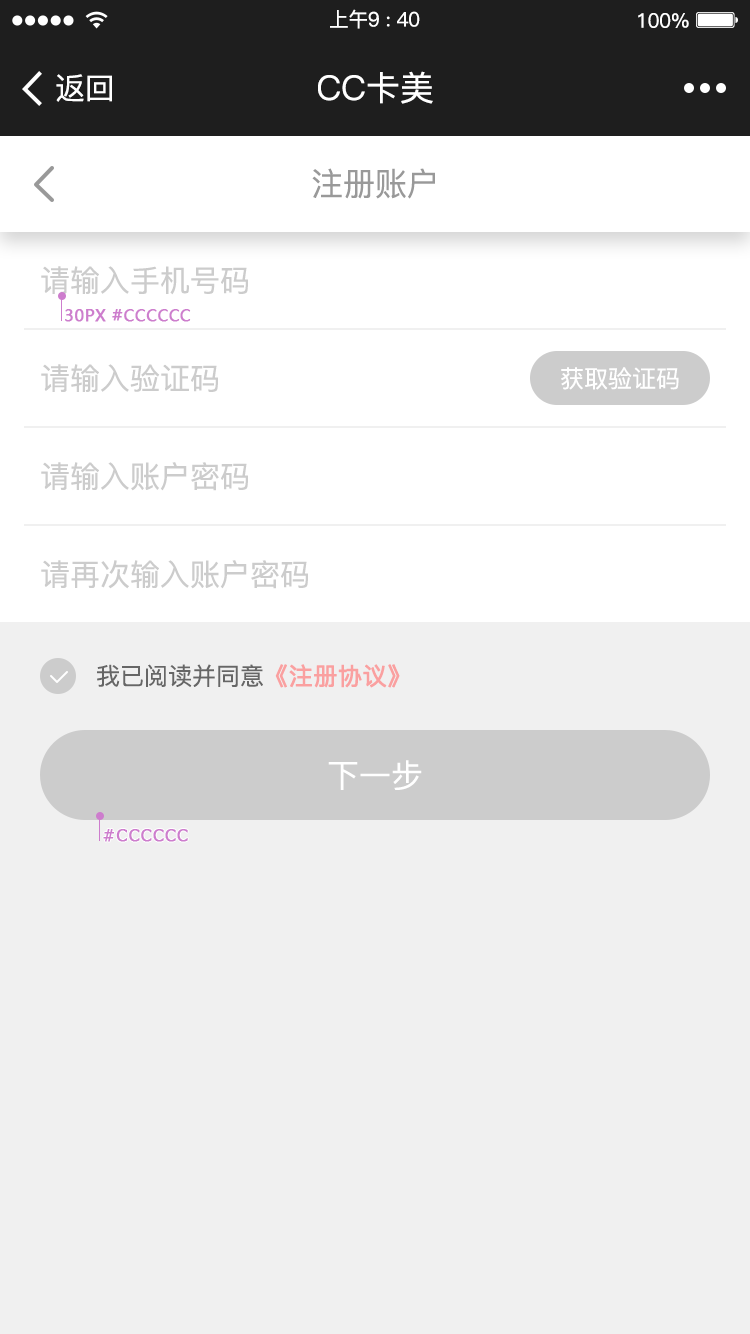 上午9 : 40
100%
返回
CC卡美
注册账户
请输入手机号码
30PX #CCCCCC
请输入验证码
获取验证码
请输入账户密码
请再次输入账户密码
我已阅读并同意《注册协议》
下一步
#CCCCCC